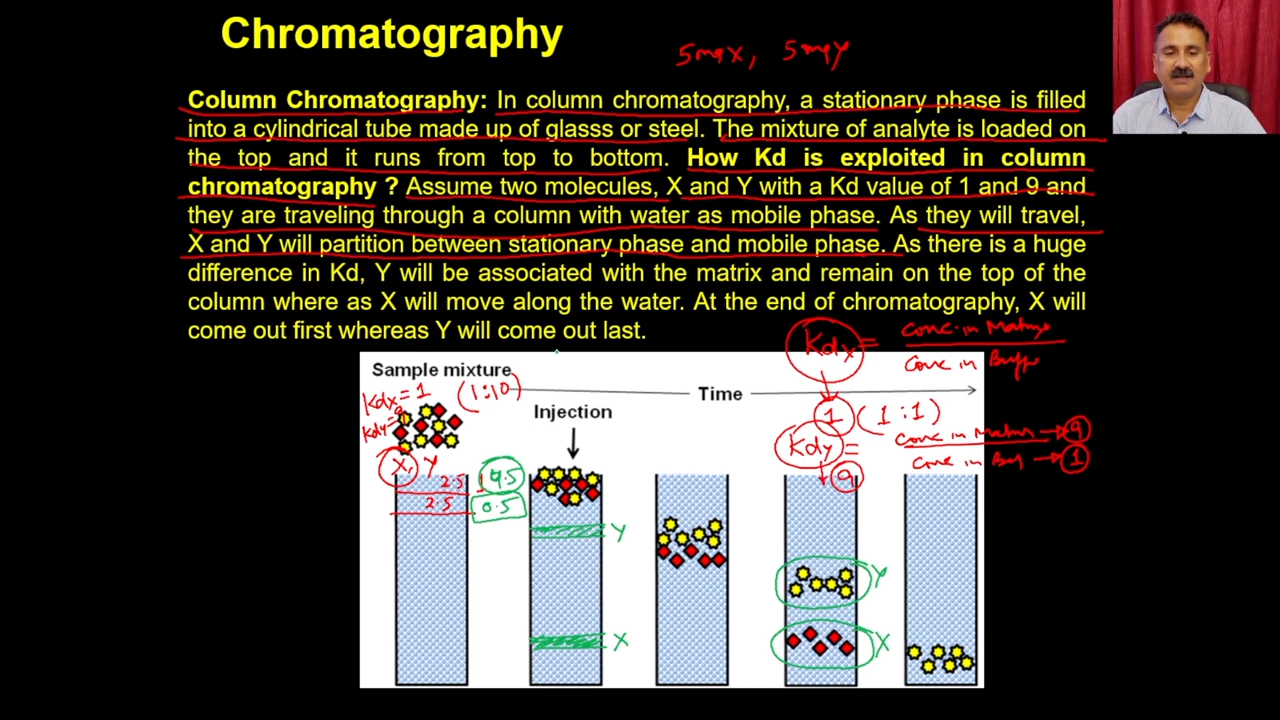 Chromatography
5mgX, 5mgY
Column Chromatography: In column chromatography, a stationary phase is filled
into a cylindrical tube made up of glasss or steel. The mixture of analyte is loaded on
the top and it runs from top to bottom. How Kd is exploited in column
chromatography ? Assume two molecules, X and Y with a Kd value of 1 and 9 and
they are traveling through a column with water as mobile phase. As they will travel,
X and Y will partition between stationary phase and mobile phase. As there is a huge
difference in Kd, Y will be associated with the matrix and remain on the top of the
column where as X will move along the water. At the end of chromatography, X will
come out first whereas Y will come out last.
Kdx = Conc. in Matrix
Conc in Buffer
Sample mixture
Time
Kdx = 1 (1:10)
Injection
1 (1:1)
Kdy = 9
Kdy = Conc in Matrix → 9
Conc in Buf → 1
9
X, Y
2.5
2.5 0.5
Y
Y
X
X